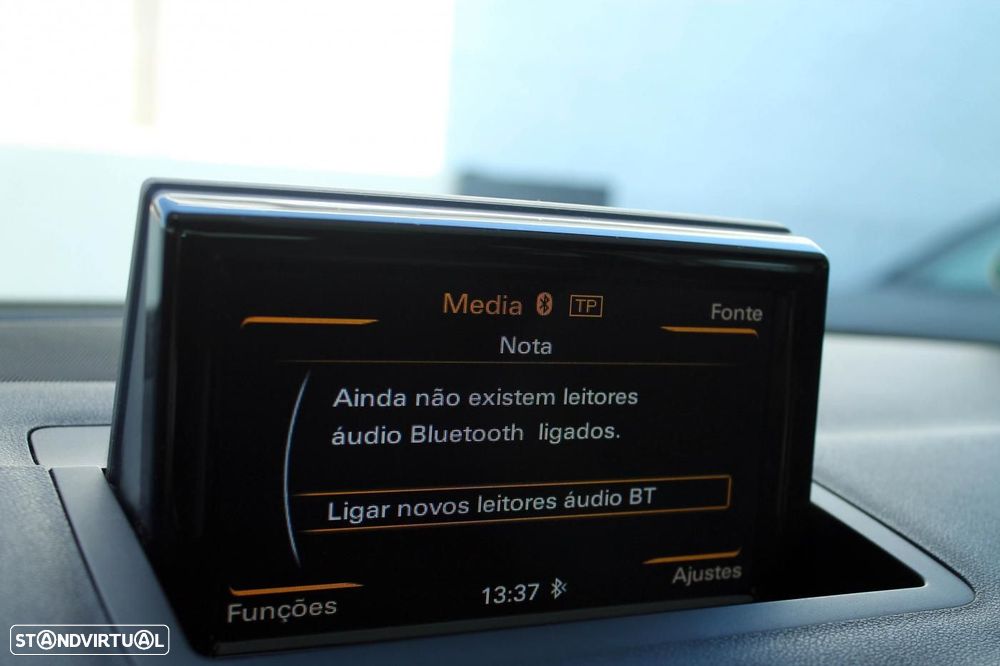 Media TP
Fonte
Nota
Ainda não existem leitores
áudio Bluetooth ligados.
Ligar novos leitores áudio BT
Funções
13:37
Ajustes
STANDVIRTUAL